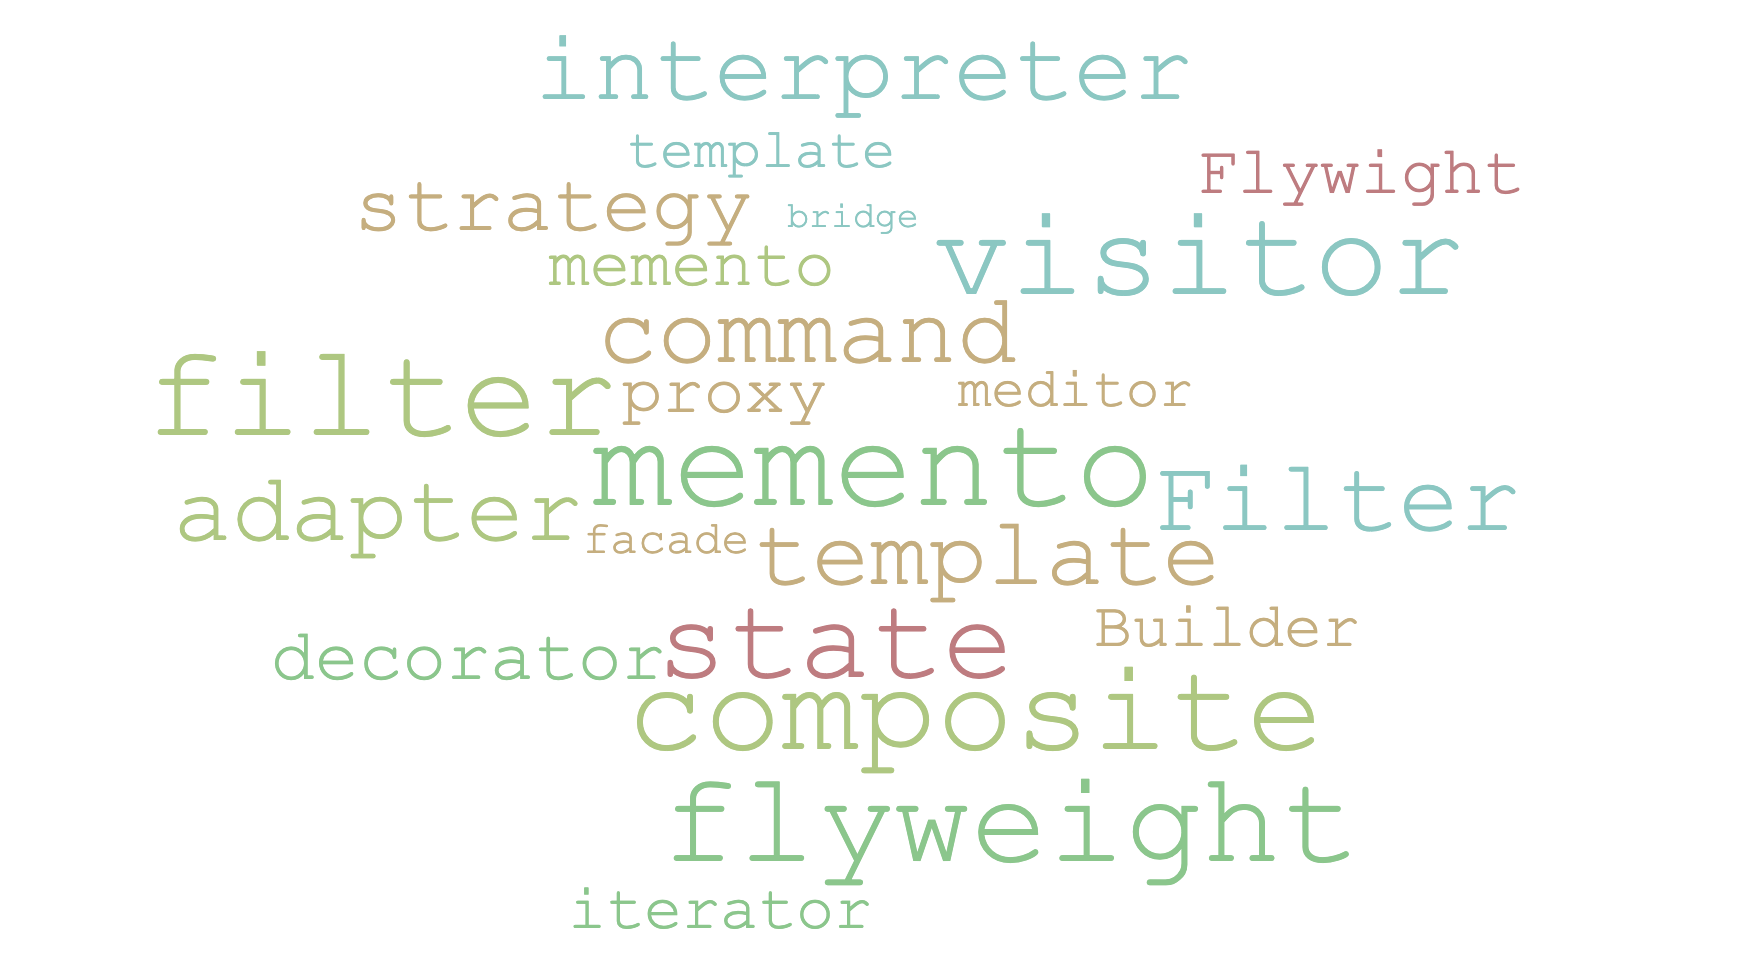 interpreter
template
Flywight
strategy
bridge
visitor
memento
command
filter
proxy
meditor
memento
Filter
adapter
facade
template
Builder
decorator
state
composite
flyweight
iterator